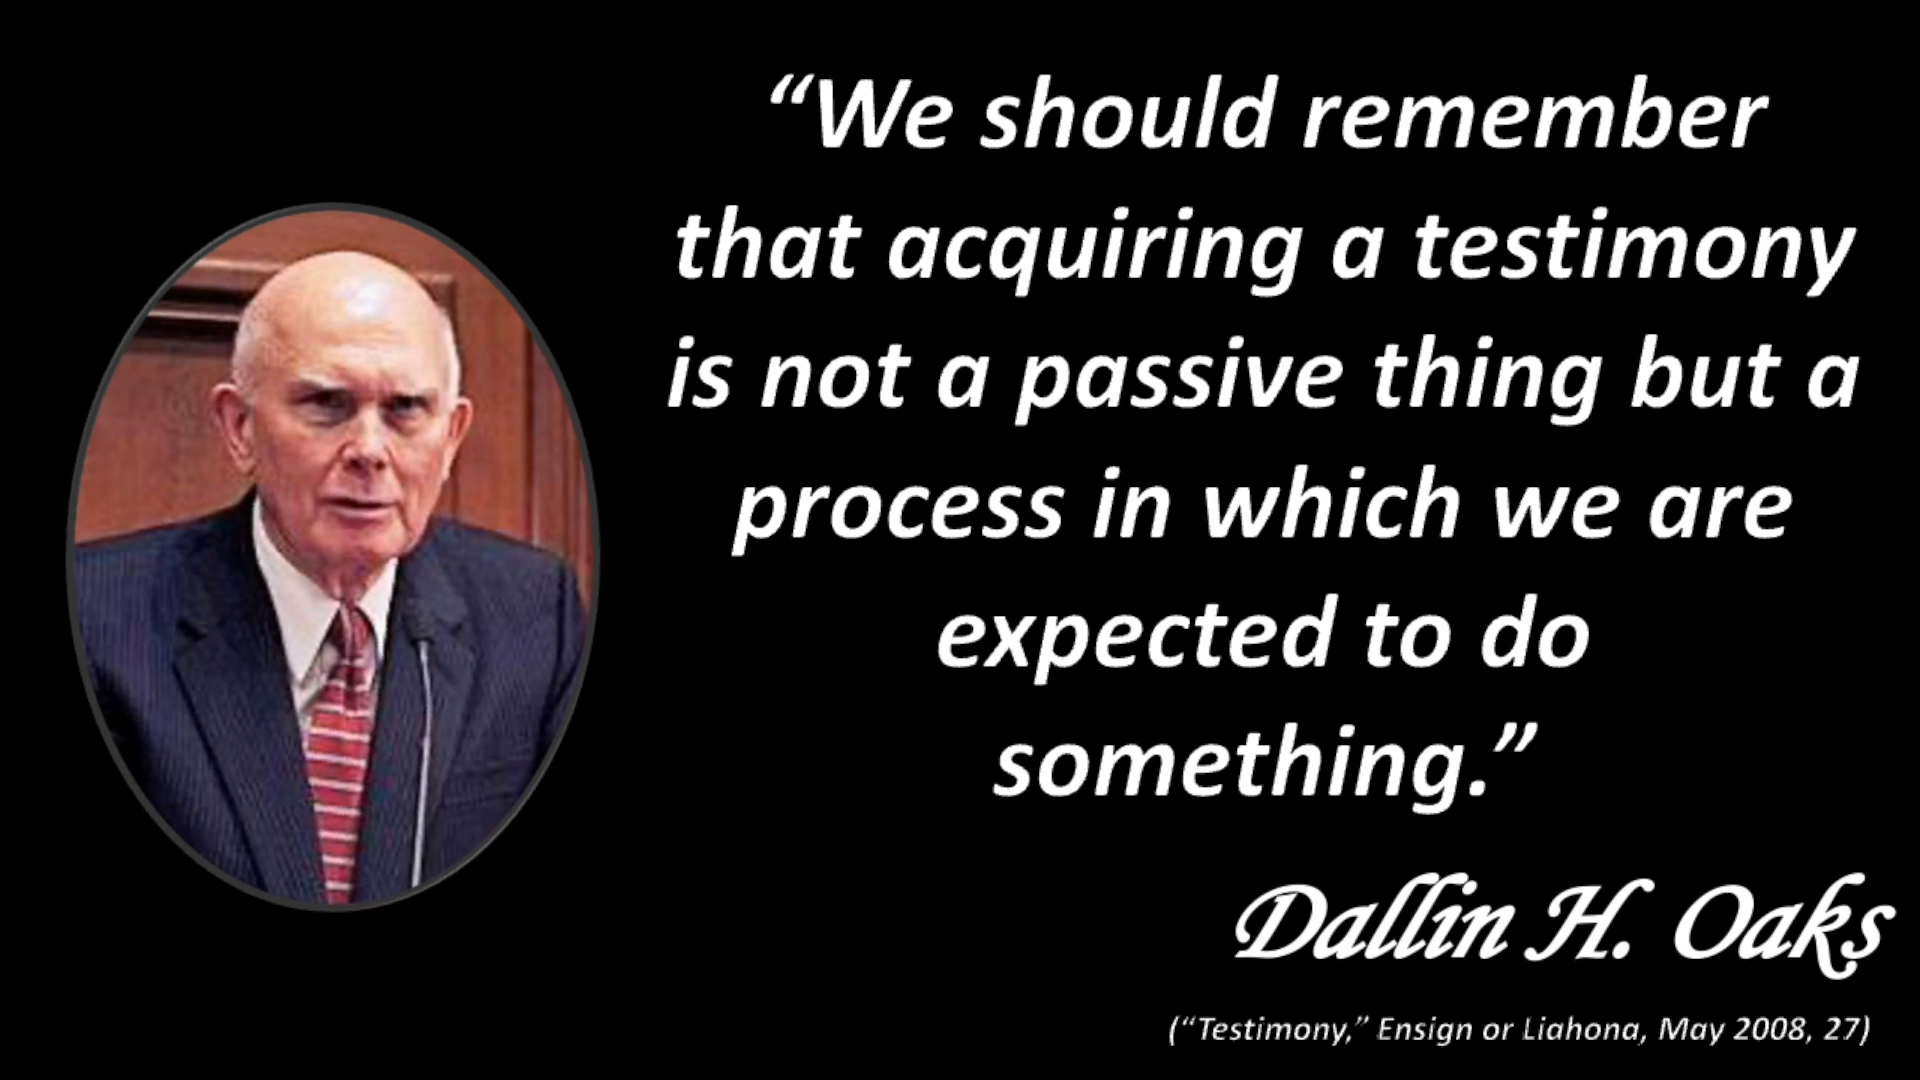 “We should remember
that acquiring a testimony
is not a passive thing but a
process in which we are
expected to do
something.”
Dallin H. Oaks
(“Testimony,” Ensign or Liahona, May 2008, 27)